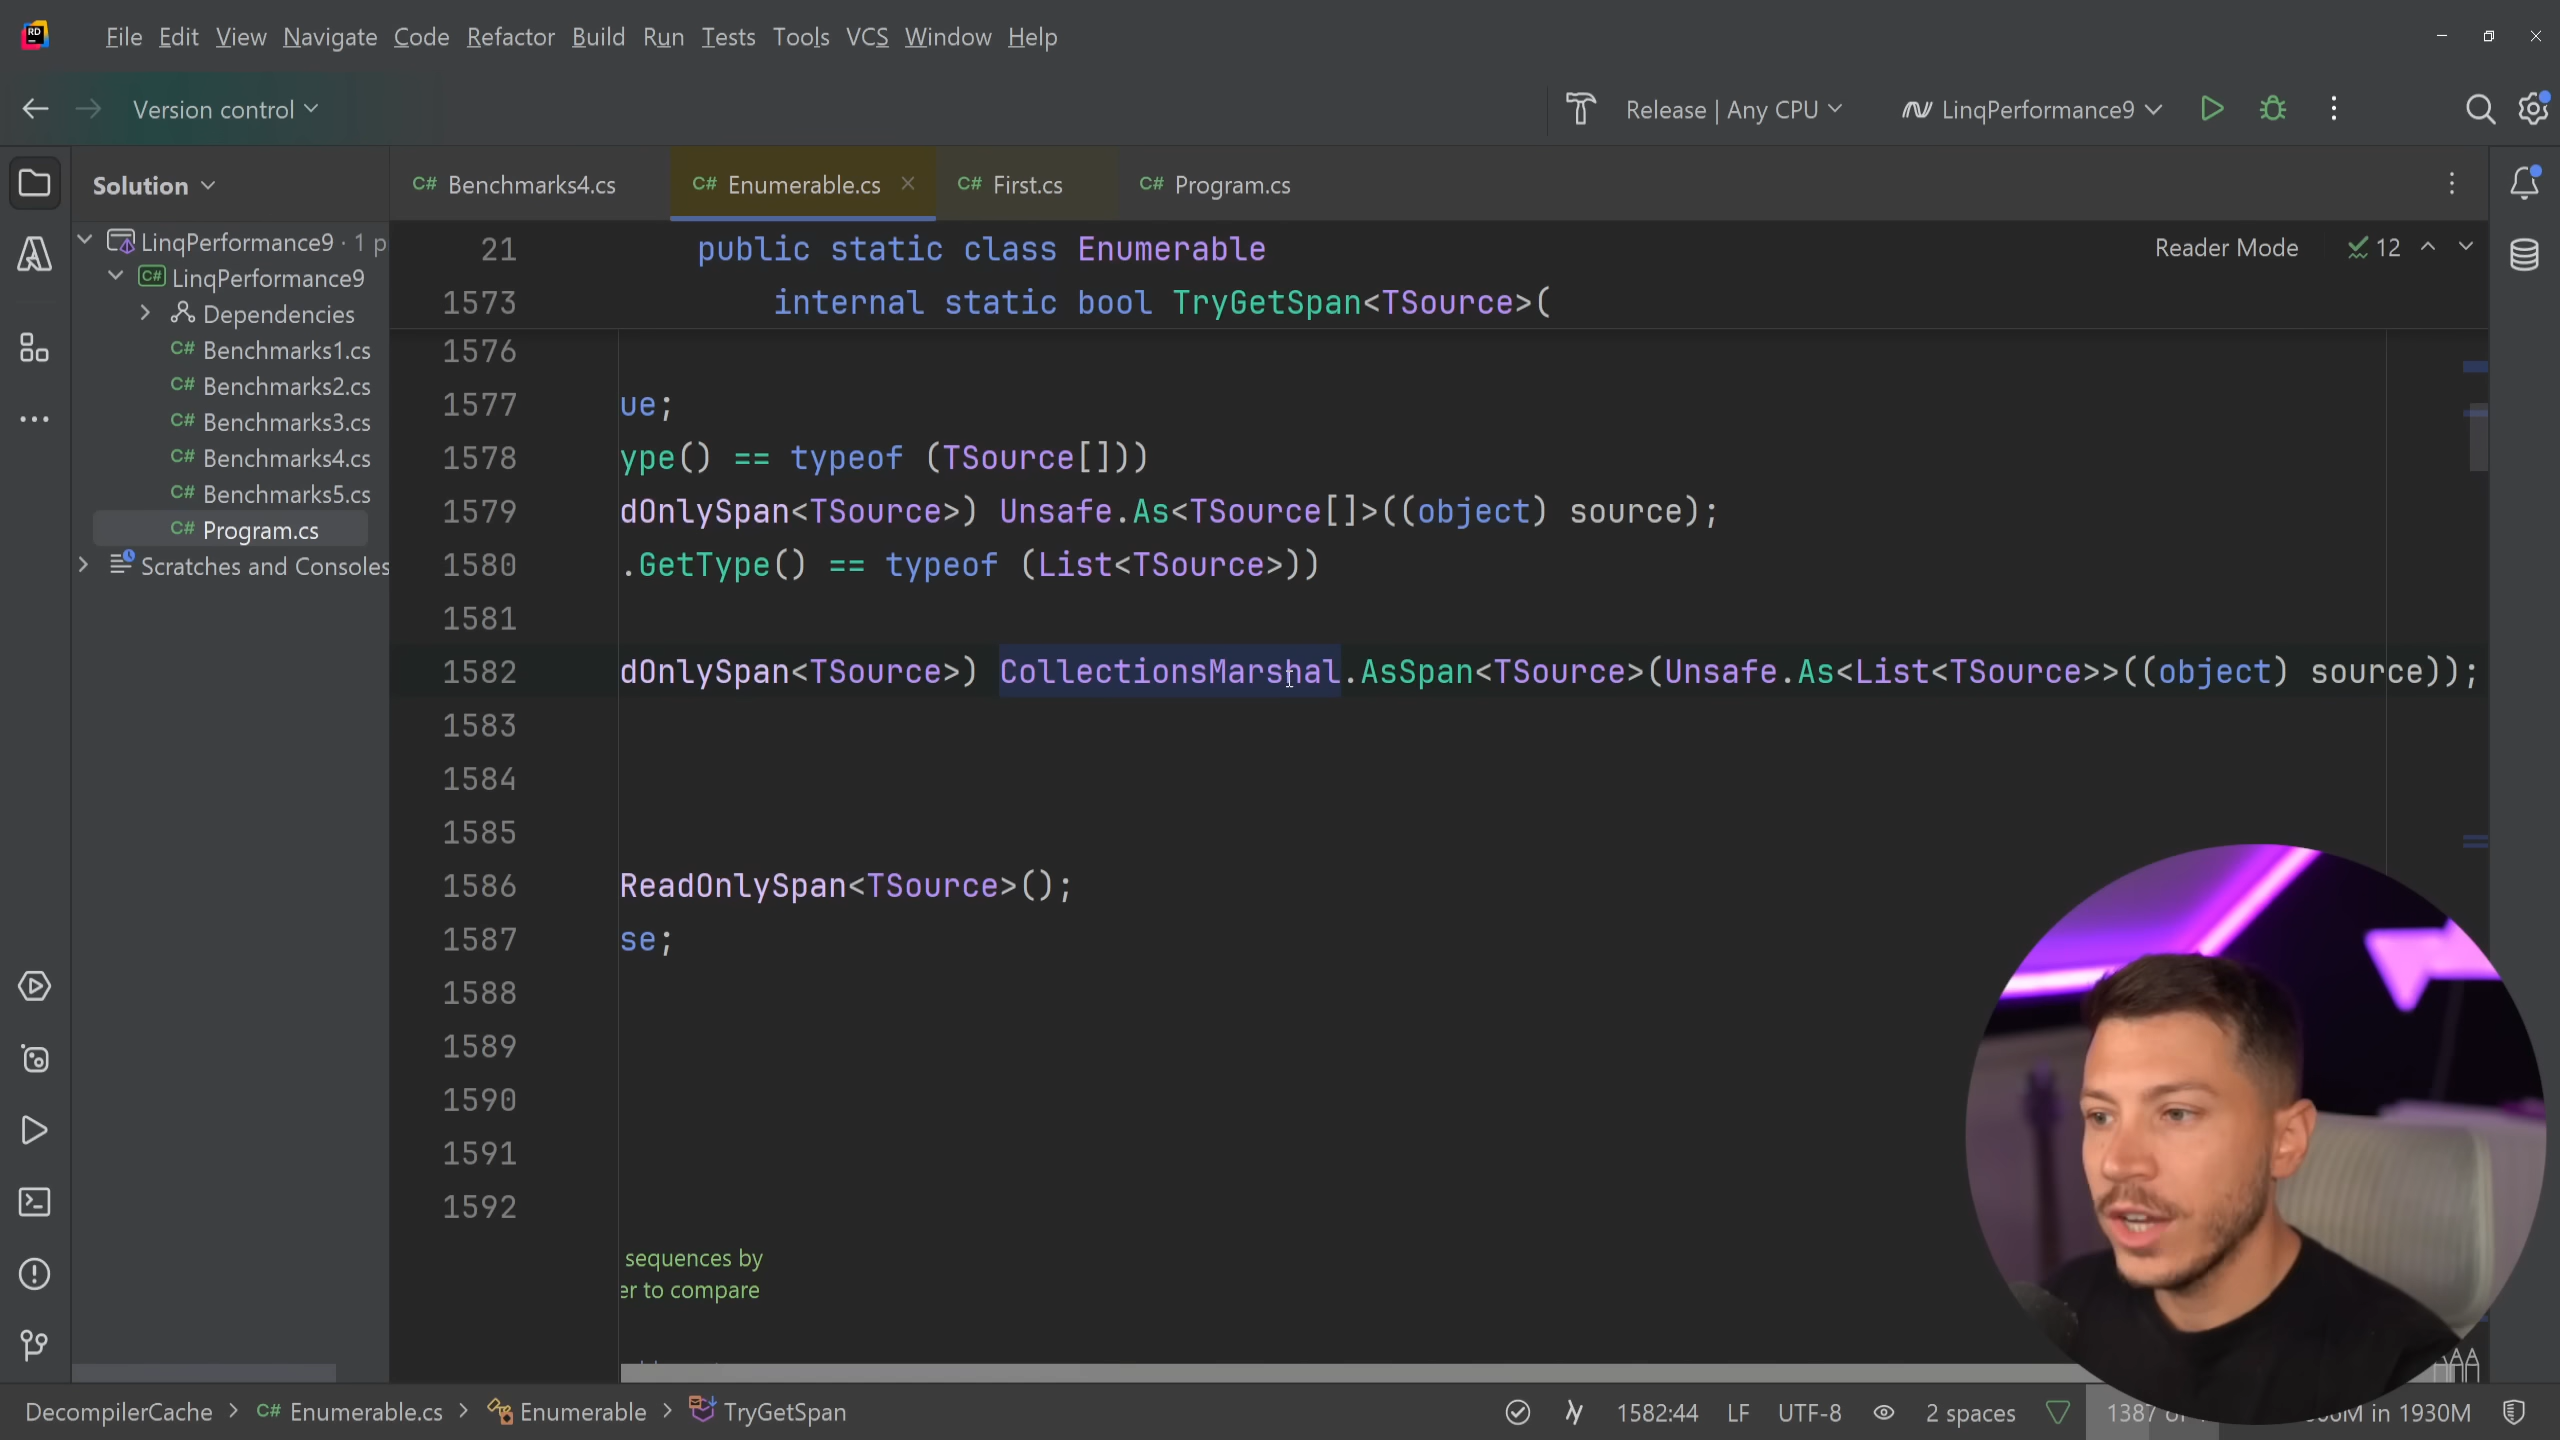 RD File Edit View Navigate Code Refactor Build Run Tests Tools VCS Window Help
Version control Release | Any CPU LinqPerformance9
Solution
LinqPerformance9 · 1 p
C# LinqPerformance9
Dependencies
C# Benchmarks1.cs
C# Benchmarks2.cs
C# Benchmarks3.cs
C# Benchmarks4.cs
C# Benchmarks5.cs
C# Program.cs
Scratches and Consoles
C# Benchmarks4.cs C# Enumerable.cs C# First.cs C# Program.cs
21 public static class Enumerable
Reader Mode 12
1573 internal static bool TryGetSpan<TSource>(
1576
1577 ue;
1578 ype() == typeof (TSource[]))
1579 dOnlySpan<TSource>) Unsafe.As<TSource[]>((object) source);
1580 .GetType() == typeof (List<TSource>))
1581
1582 dOnlySpan<TSource>) CollectionsMarshal.AsSpan<TSource>(Unsafe.As<List<TSource>>((object) source));
1583
1584
1585
1586 ReadOnlySpan<TSource>();
1587 se;
1588
1589
1590
1591
1592
sequences by
er to compare
DecompilerCache C# Enumerable.cs Enumerable TryGetSpan 1582:44 LF UTF-8 2 spaces 1387 in 1930M